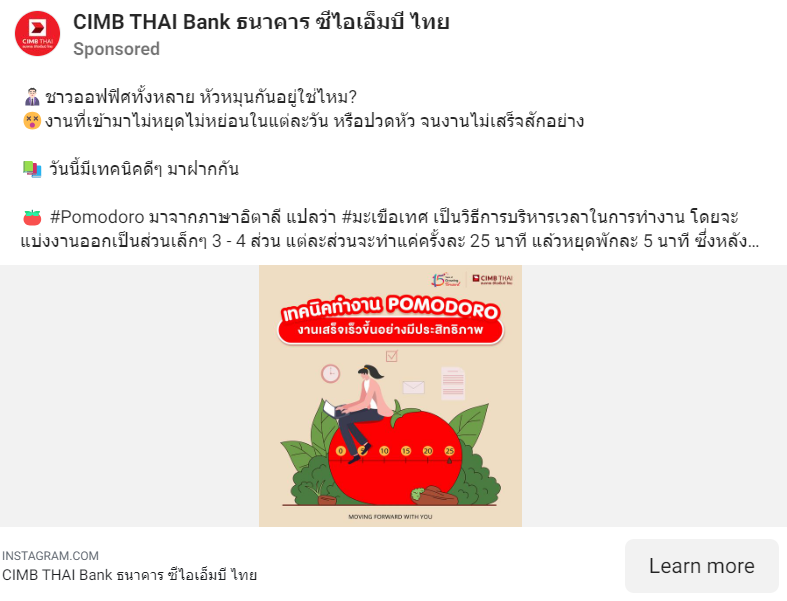 CIMB THAI Bank ธนาคาร ซีไอเอ็มบี ไทย
Sponsored
ชาวออฟฟิศทั้งหลาย หัวหมุนกันอยู่ใช่ไหม?
งานที่เข้ามาไม่หยุดไม่หย่อนในแต่ละวัน หรือปวดหัว จนงานไม่เสร็จสักอย่าง
วันนี้มีเทคนิคดีๆ มาฝากกัน
#Pomodoro มาจากภาษาอิตาลี แปลว่า #มะเขือเทศ เป็นวิธีการบริหารเวลาในการทำงาน โดยจะ
แบ่งงานออกเป็นส่วนเล็กๆ 3 - 4 ส่วน แต่ละส่วนจะทำแค่ครั้งละ 25 นาที แล้วหยุดพักละ 5 นาที ซึ่งหลัง...
CIMB THAI
เทคนิคทำงาน POMODORO
งานเสร็จเร็วขึ้นอย่างมีประสิทธิภาพ
0 5 10 15 20 25
MOVING FORWARD WITH YOU
INSTAGRAM.COM
CIMB THAI Bank ธนาคาร ซีไอเอ็มบี ไทย
Learn more